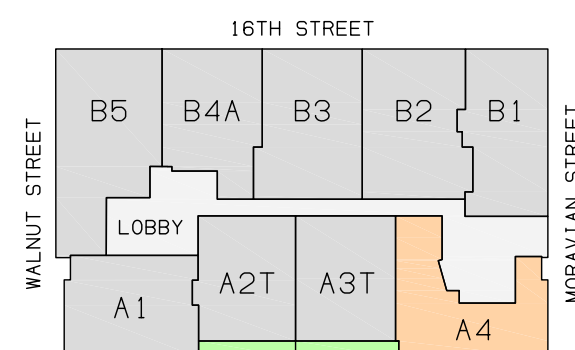 16TH STREET
B5
B4A
B3
B2
B1
WALNUT STREET
MORAVIAN STREET
LOBBY
A1
A2T
A3T
A4